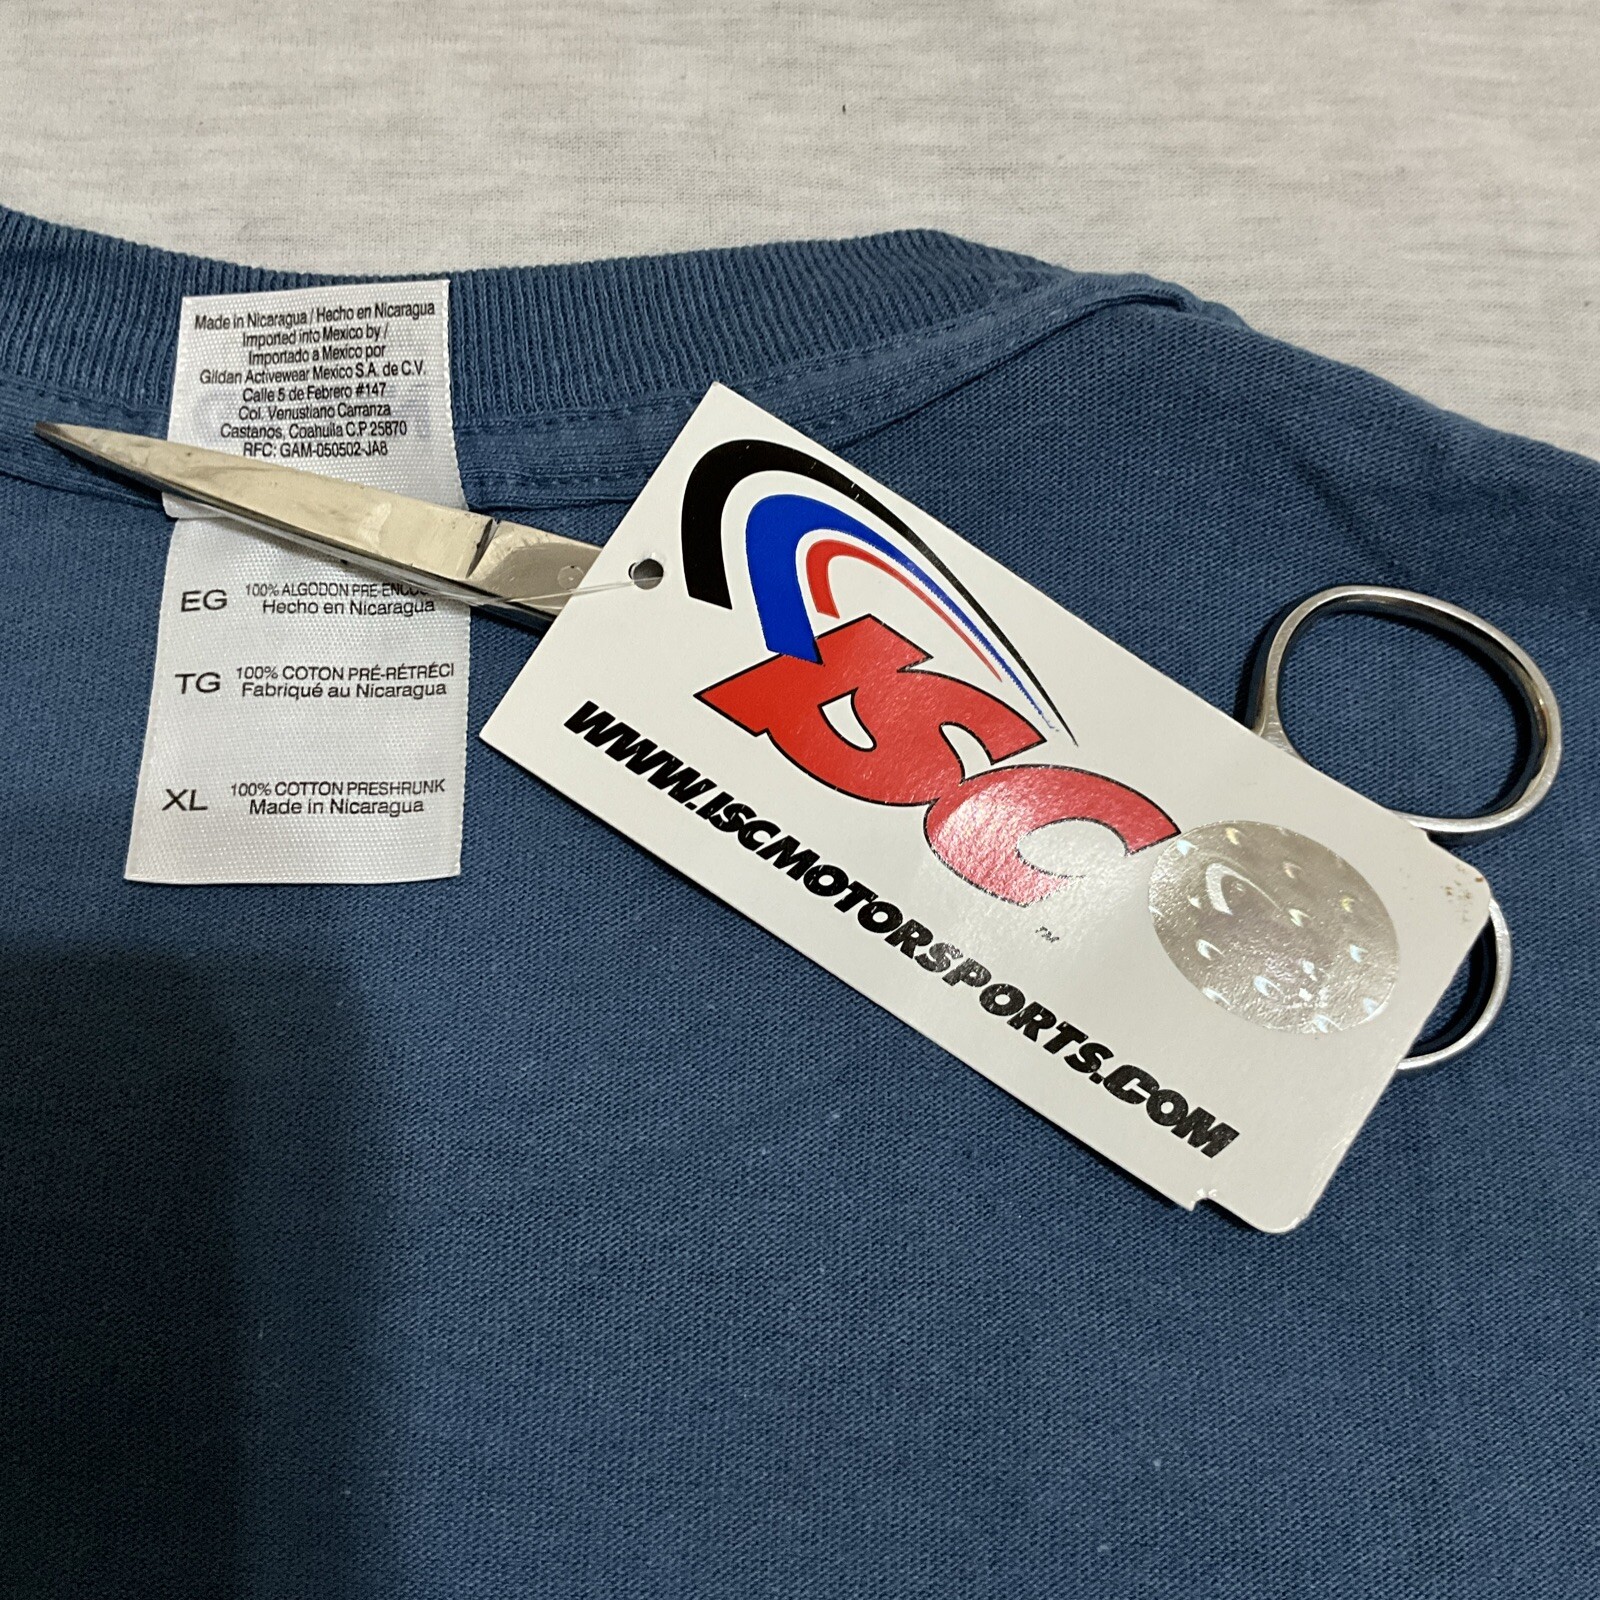 Made in Nicaragua / Hecho en Nicaragua
Imported into Mexico by /
Importado a Mexico por
Gildan Activewear Mexico S.A. de C.V.
Calle 5 de Febrero #147
Col. Venustiano Carranza
Castanos, Coahuila C.P. 25870
RFC: GAM-050502-JA8
EG 100% ALGODON
Hecho en Nicaragua
TG 100% COTON PRÉ-RÉTRÉCI
Fabriqué au Nicaragua
XL 100% COTTON PRESHRUNK
Made in Nicaragua
ISC
TM
WWW.ISCMOTORSPORTS.COM